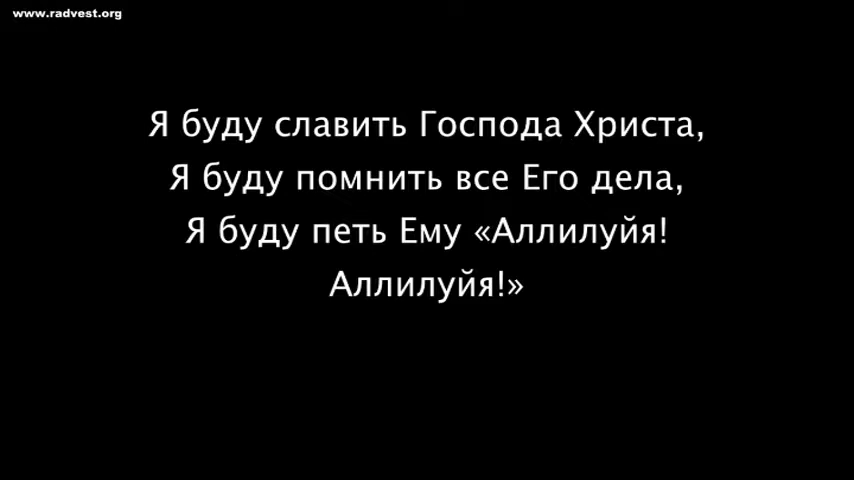 www.radvest.org
Я буду славить Господа Христа,
Я буду помнить все Его дела,
Я буду петь Ему «Аллилуйя!
Аллилуйя!»